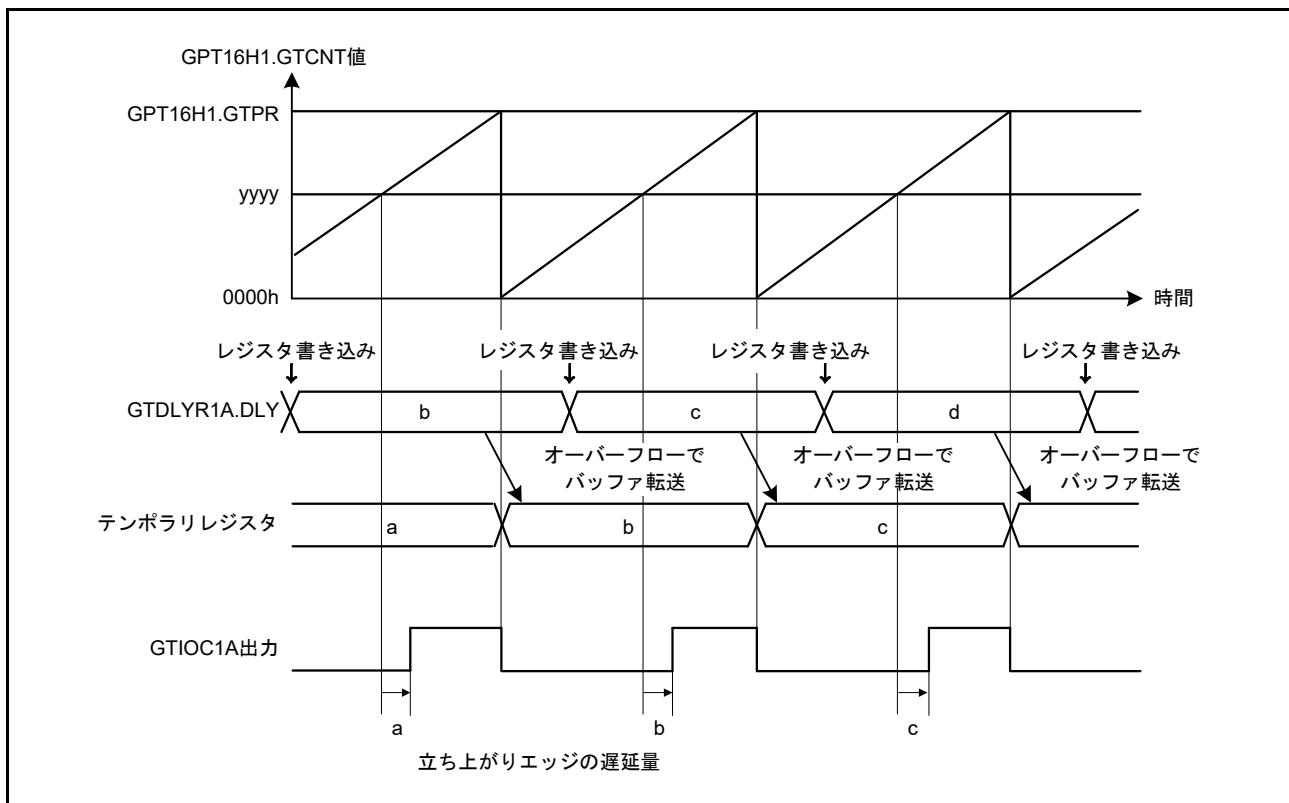 GPT16H1.GTCNT値
GPT16H1.GTPR
yyyy
0000h
時間
レジスタ書き込み
レジスタ書き込み
レジスタ書き込み
レジスタ書き込み
GTDLYR1A.DLY
b
c
d
オーバーフローで
バッファ転送
オーバーフローで
バッファ転送
オーバーフローで
バッファ転送
テンポラリレジスタ
a
b
c
GTIOC1A出力
a
b
c
立ち上がりエッジの遅延量